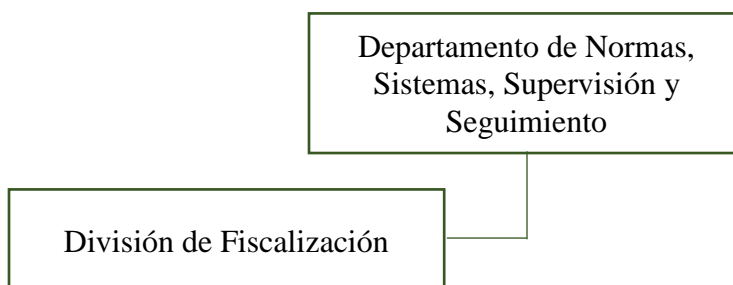 Departamento de Normas,
Sistemas, Supervisión y
Seguimiento
División de Fiscalización